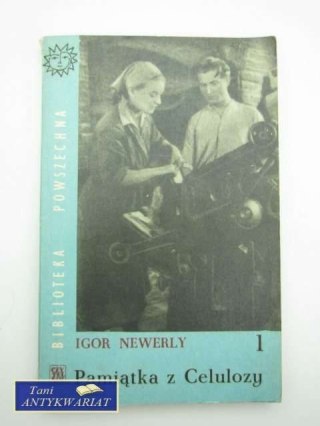 BIBLIOTEKA POWSZECHNA
IGOR NEWERLY 1
Pamiątka z Celulozy
Tani
ANTYKWARIAT